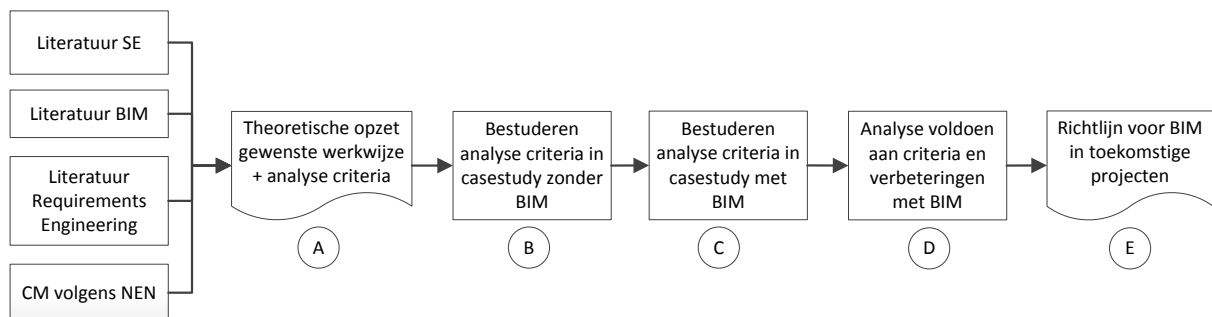 Literatuur SE
Literatuur BIM
Literatuur
Requirements
Engineering
CM volgens NEN
Theoretische opzet
gewenste werkwijze
+ analyse criteria
A
Bestuderen
analyse criteria in
casestudy zonder
BIM
B
Bestuderen
analyse criteria in
casestudy met
BIM
C
Analyse voldoen
aan criteria en
verbeteringen
met BIM
D
Richtlijn voor BIM
in toekomstige
projecten
E